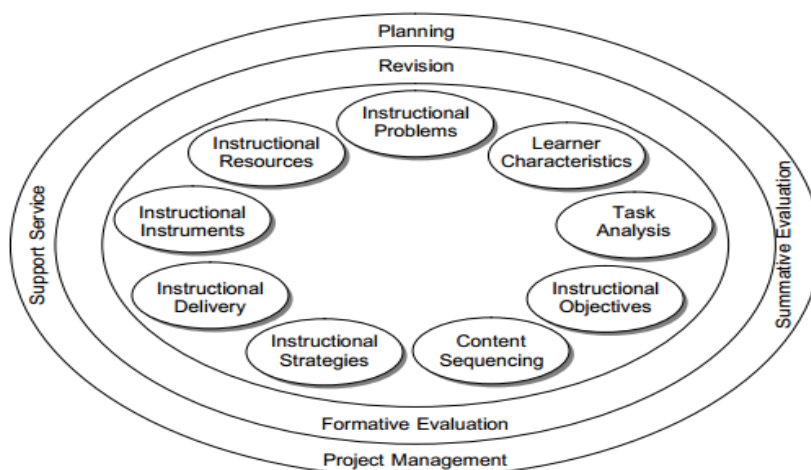 Planning
Revision
Instructional
Problems
Instructional
Resources
Learner
Characteristics
Instructional
Instruments
Task
Analysis
Support Service
Summative Evaluation
Instructional
Delivery
Instructional
Objectives
Instructional
Strategies
Content
Sequencing
Formative Evaluation
Project Management